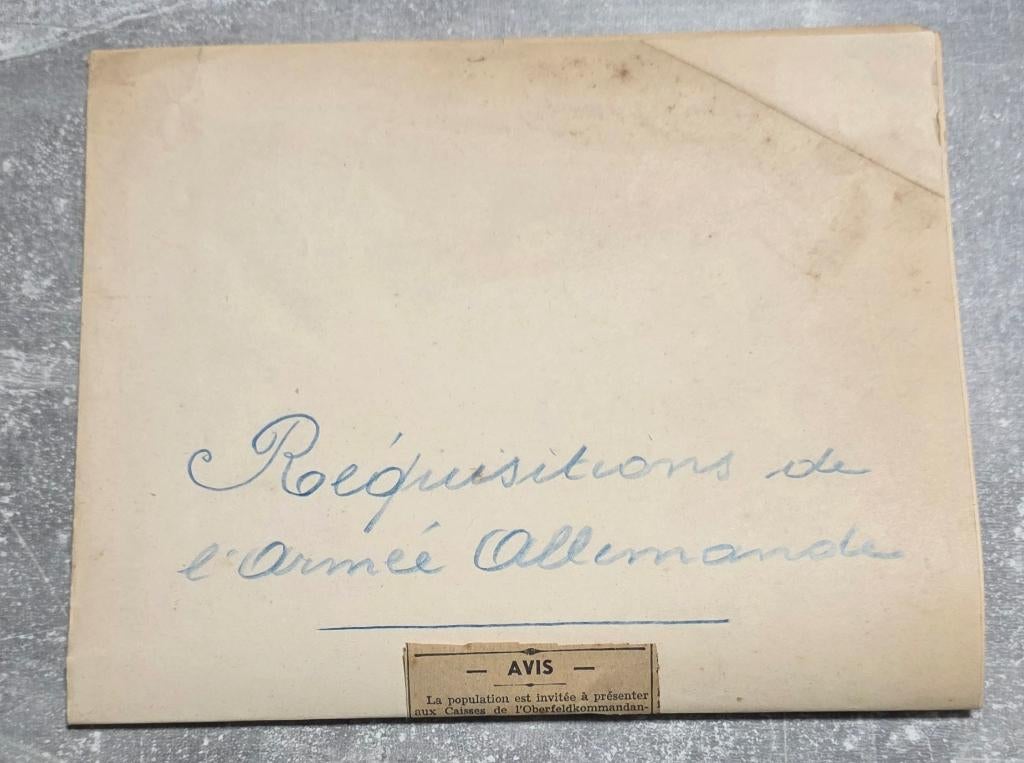 Réquisitions de
l'Armée Allemande
— AVIS —
La population est invitée à présenter
aux Caisses de l'Oberfeldkommandan-